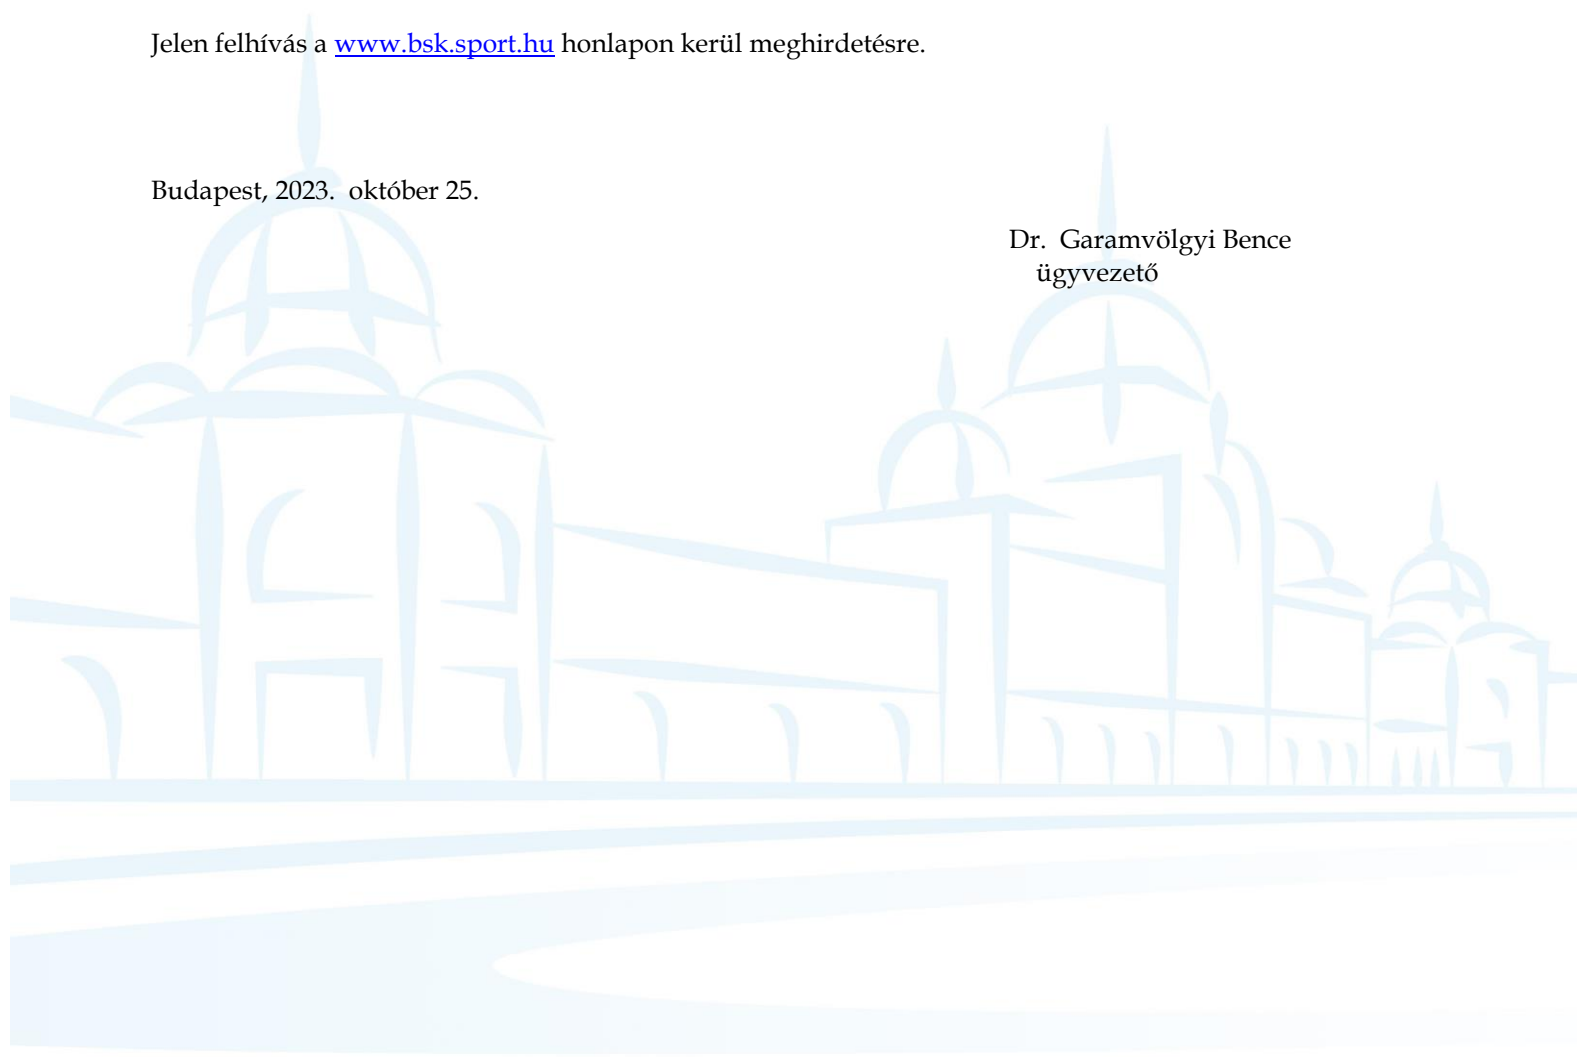 Jelen felhívás a www.bsk.sport.hu honlapon kerül meghirdetésre.
Budapest, 2023. október 25.
Dr. Garamvölgyi Bence
ügyvezető